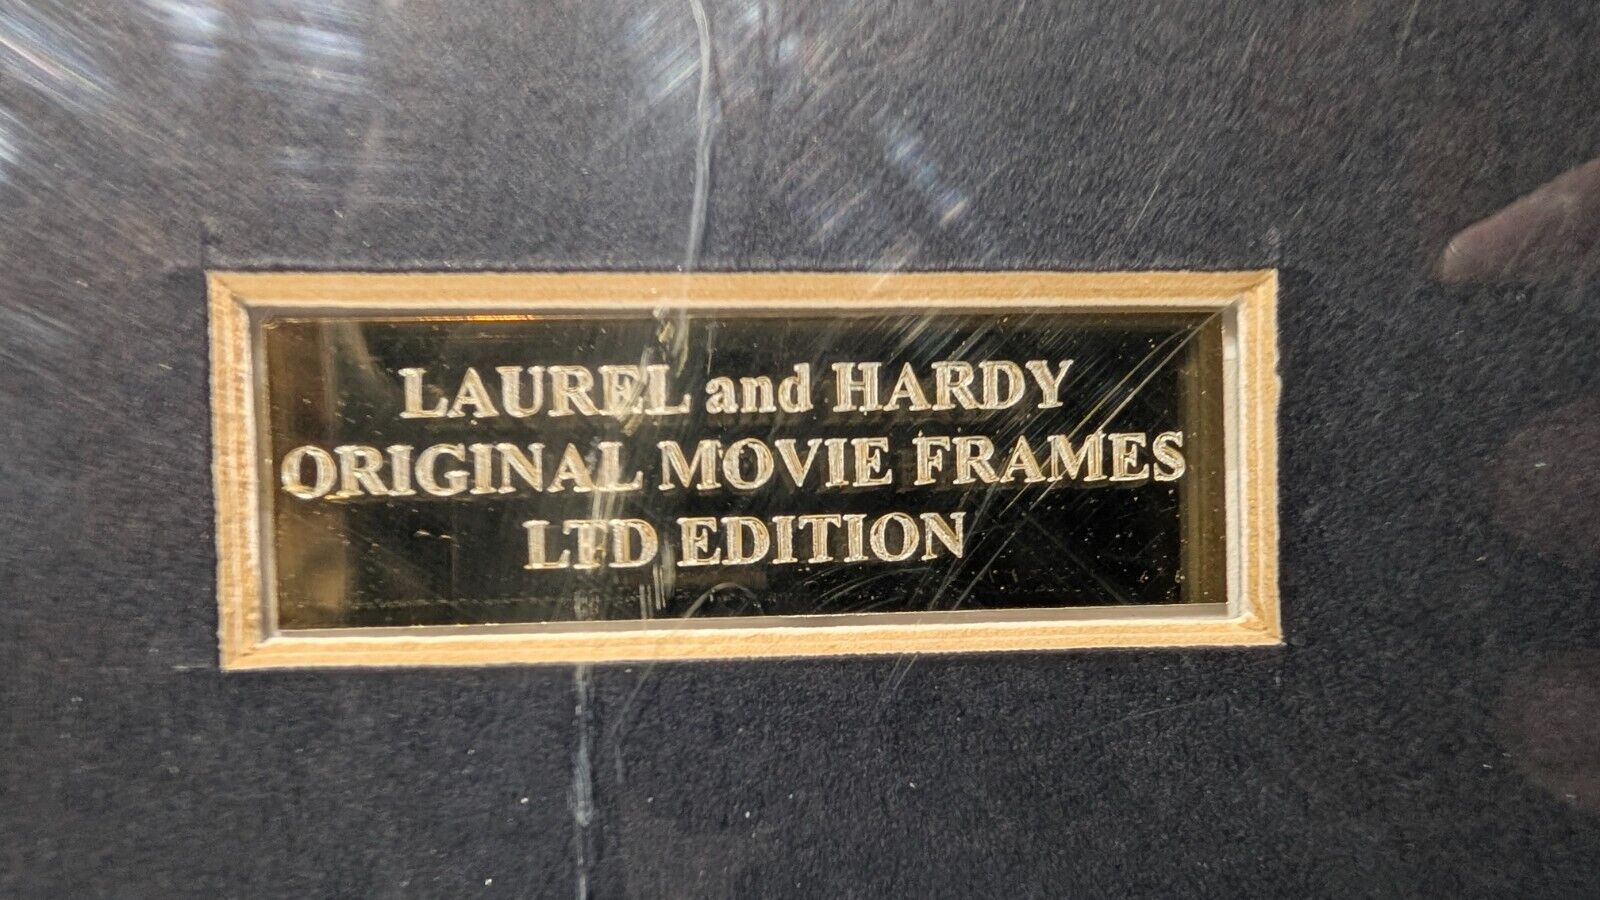 LAUREL and HARDY
ORIGINAL MOVIE FRAMES
LTD EDITION